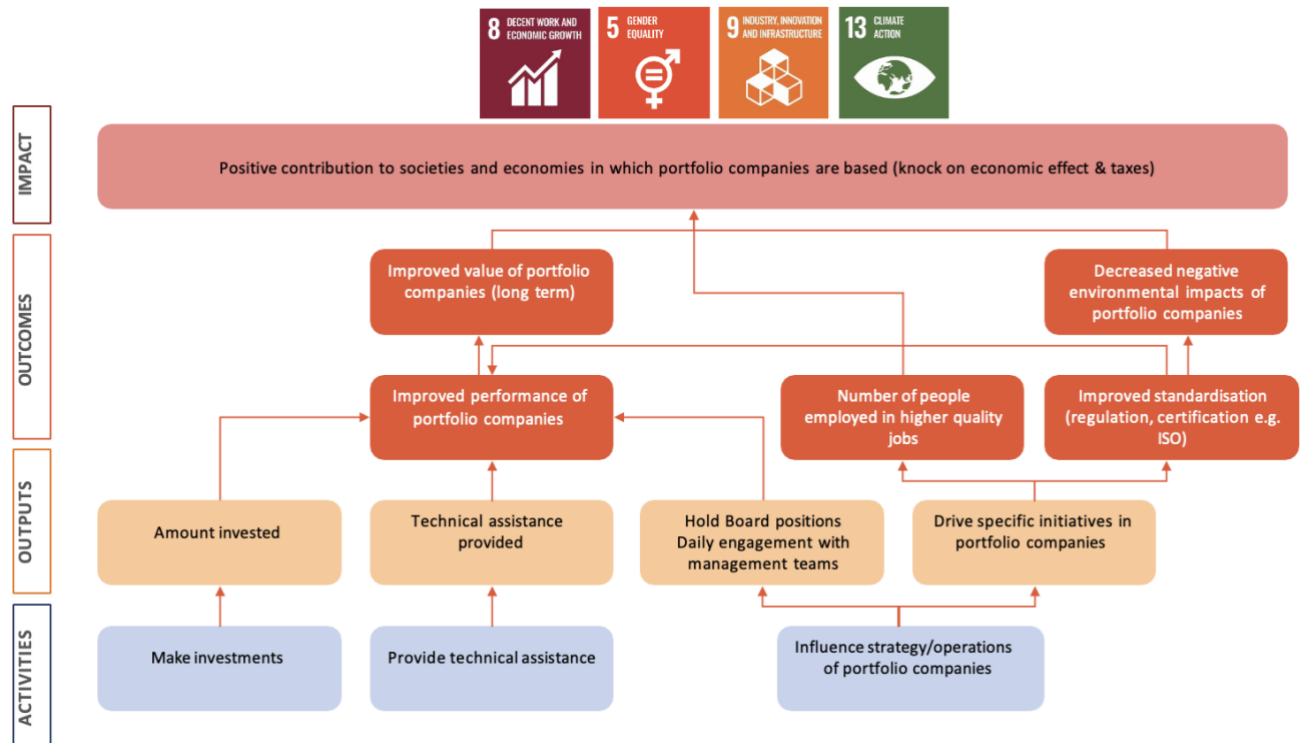 8 DECENT WORK AND
ECONOMIC GROWTH
5 GENDER
EQUALITY
9 INDUSTRY, INNOVATION
AND INFRASTRUCTURE
13 CLIMATE
ACTION
IMPACT
Positive contribution to societies and economies in which portfolio companies are based (knock on economic effect & taxes)
OUTCOMES
Improved value of portfolio
companies (long term)
Decreased negative
environmental impacts of
portfolio companies
Improved performance of
portfolio companies
Number of people
employed in higher quality
jobs
Improved standardisation
(regulation, certification e.g.
ISO)
OUTPUTS
Amount invested
Technical assistance
provided
Hold Board positions
Daily engagement with
management teams
Drive specific initiatives in
portfolio companies
ACTIVITIES
Make investments
Provide technical assistance
Influence strategy/operations
of portfolio companies